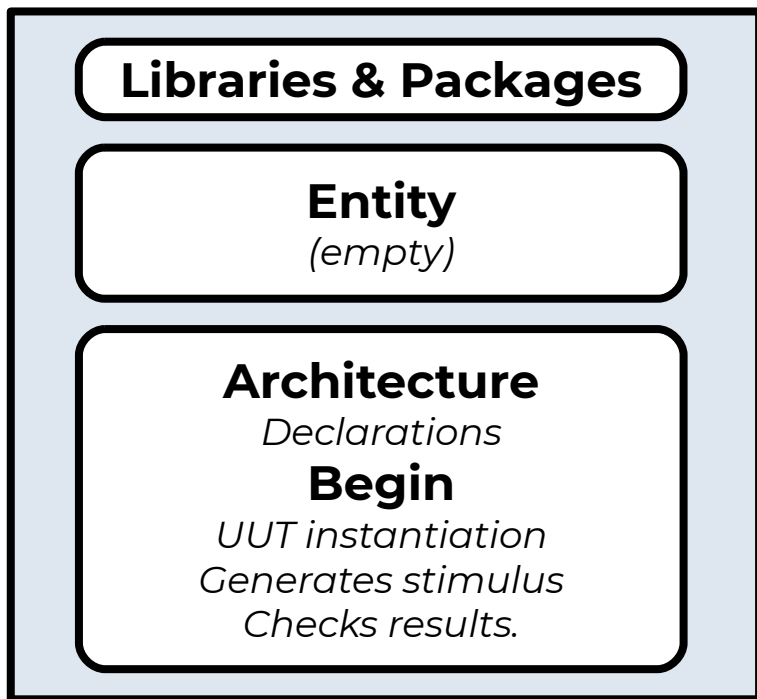 Libraries & Packages
Entity
(empty)
Architecture
Declarations
Begin
UUT instantiation
Generates stimulus
Checks results.